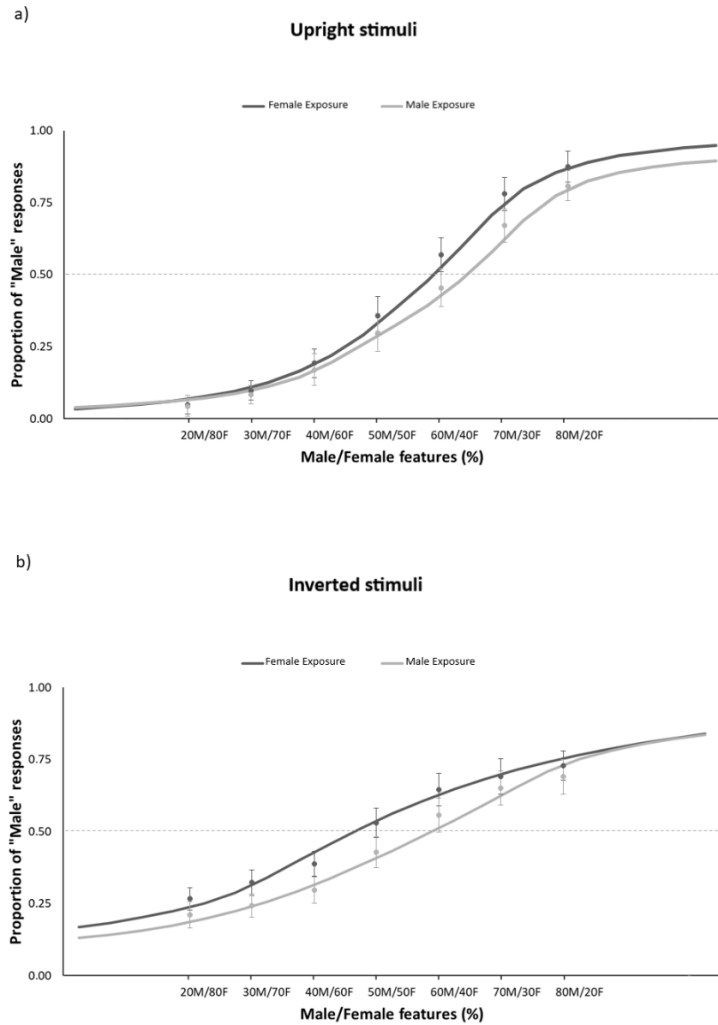 a)
Upright stimuli
Female Exposure Male Exposure
1.00
0.75
0.50
0.25
0.00
Proportion of "Male" responses
20M/80F 30M/70F 40M/60F 50M/50F 60M/40F 70M/30F 80M/20F
Male/Female features (%)
b)
Inverted stimuli
Female Exposure Male Exposure
1.00
0.75
0.50
0.25
0.00
Proportion of "Male" responses
20M/80F 30M/70F 40M/60F 50M/50F 60M/40F 70M/30F 80M/20F
Male/Female features (%)